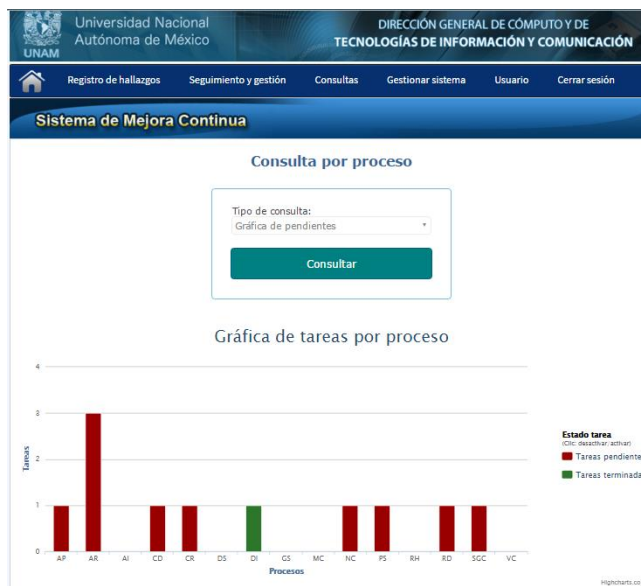 Universidad Nacional
Autónoma de México
UNAM
DIRECCIÓN GENERAL DE CÓMPUTO Y DE
TECNOLOGÍAS DE INFORMACIÓN Y COMUNICACIÓN
Registro de hallazgos Seguimiento y gestión Consultas Gestionar sistema Usuario Cerrar sesión
Sistema de Mejora Continua
Consulta por proceso
Tipo de consulta:
Gráfica de pendientes
Consultar
Gráfica de tareas por proceso
4
3
2
1
0
Tareas
AP AR AI CD CR DS DI GS MC NC PS RH RD SGC VC
Procesos
Estado tarea
(Clic: desactivar/activar)
Tareas pendiente
Tareas terminada
Highcharts.co